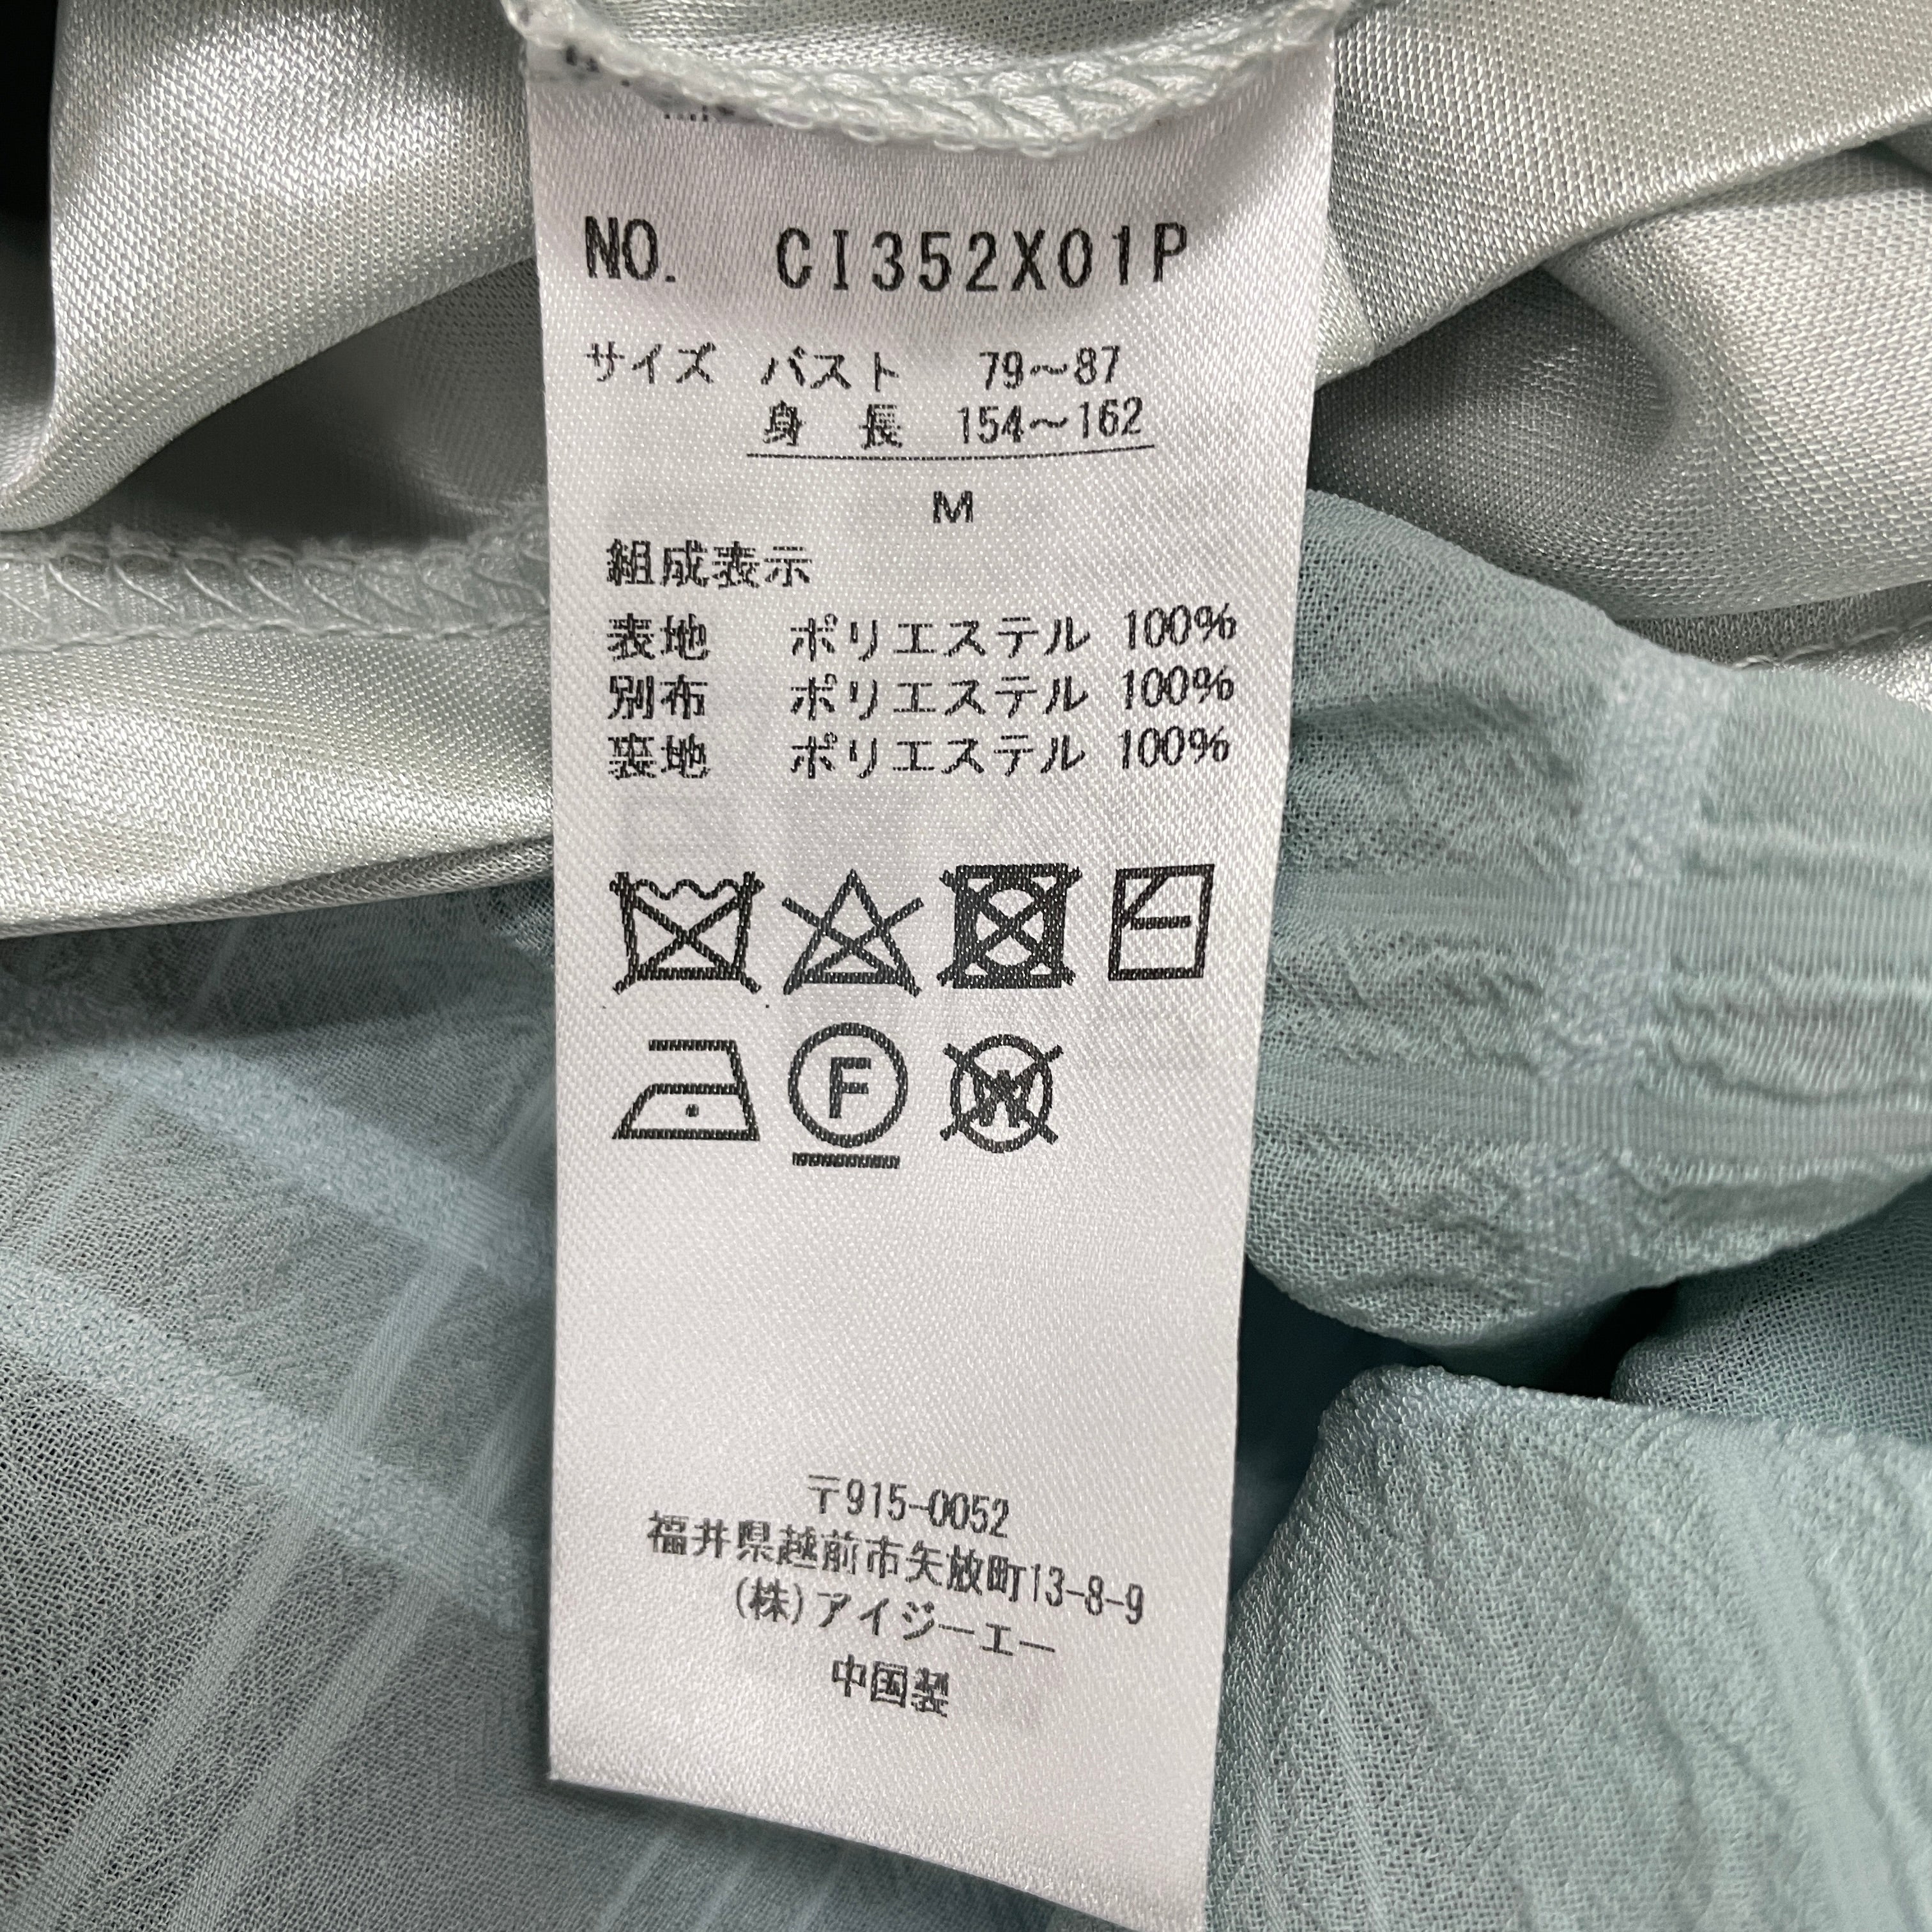 NO. CI352X01P
サイズ バスト 79～87
身 長 154～162
M
組成表示
表地 ポリエステル 100%
別布 ポリエステル 100%
裏地 ポリエステル 100%
F
W
〒915-0052
福井県越前市矢放町13-8-9
(株)アイジーエー
中国製